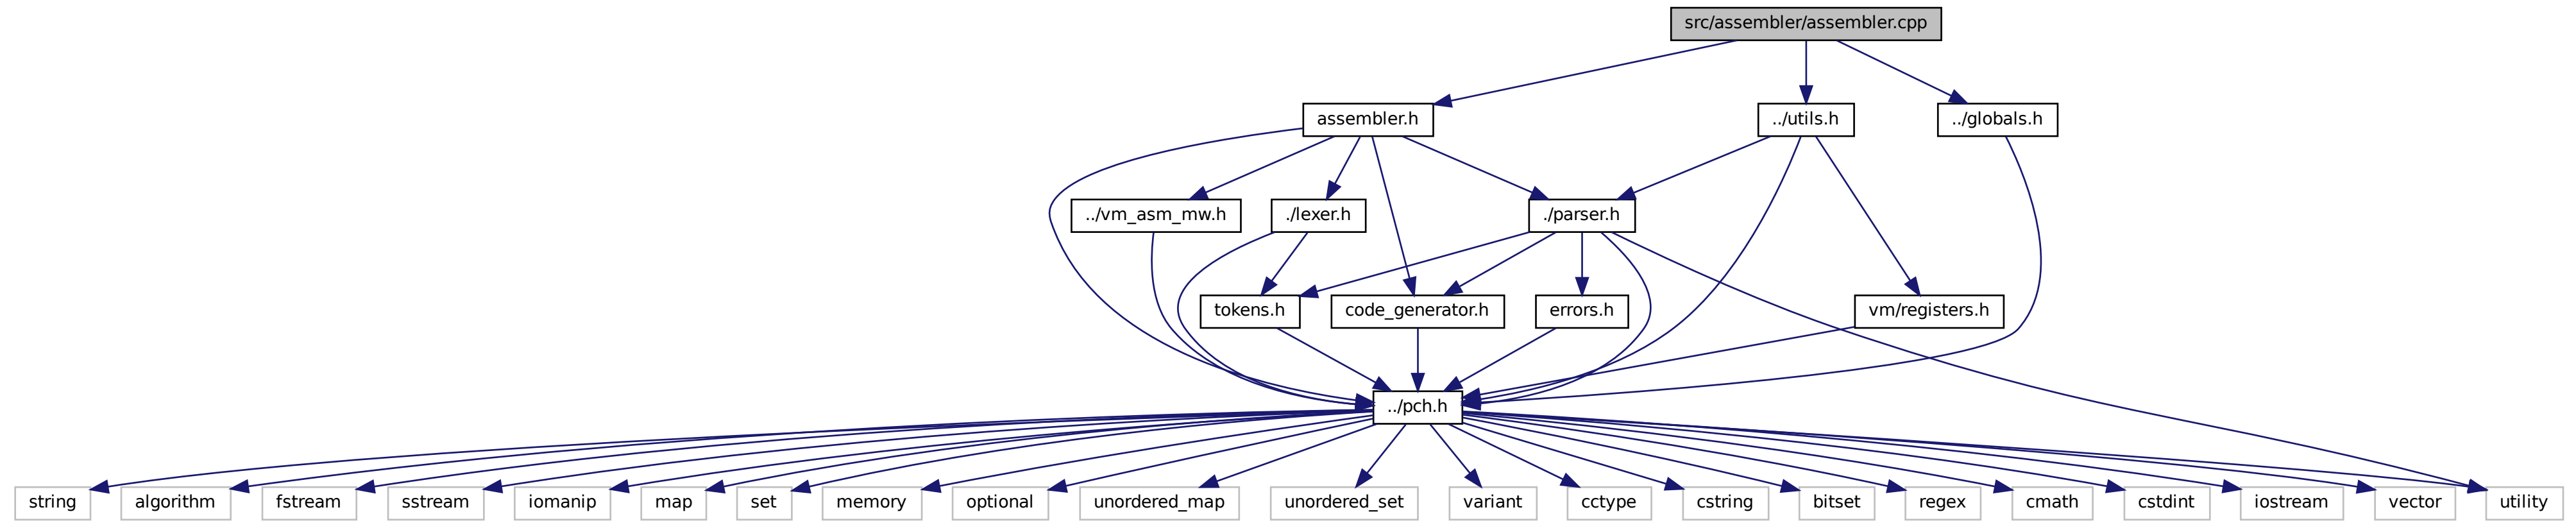 src/assembler/assembler.cpp
assembler.h
../utils.h
../globals.h
../vm_asm_mw.h
./lexer.h
./parser.h
tokens.h
code_generator.h
errors.h
vm/registers.h
../pch.h
string
algorithm
fstream
sstream
iomanip
map
set
memory
optional
unordered_map
unordered_set
variant
cctype
cstring
bitset
regex
cmath
cstdint
iostream
vector
utility